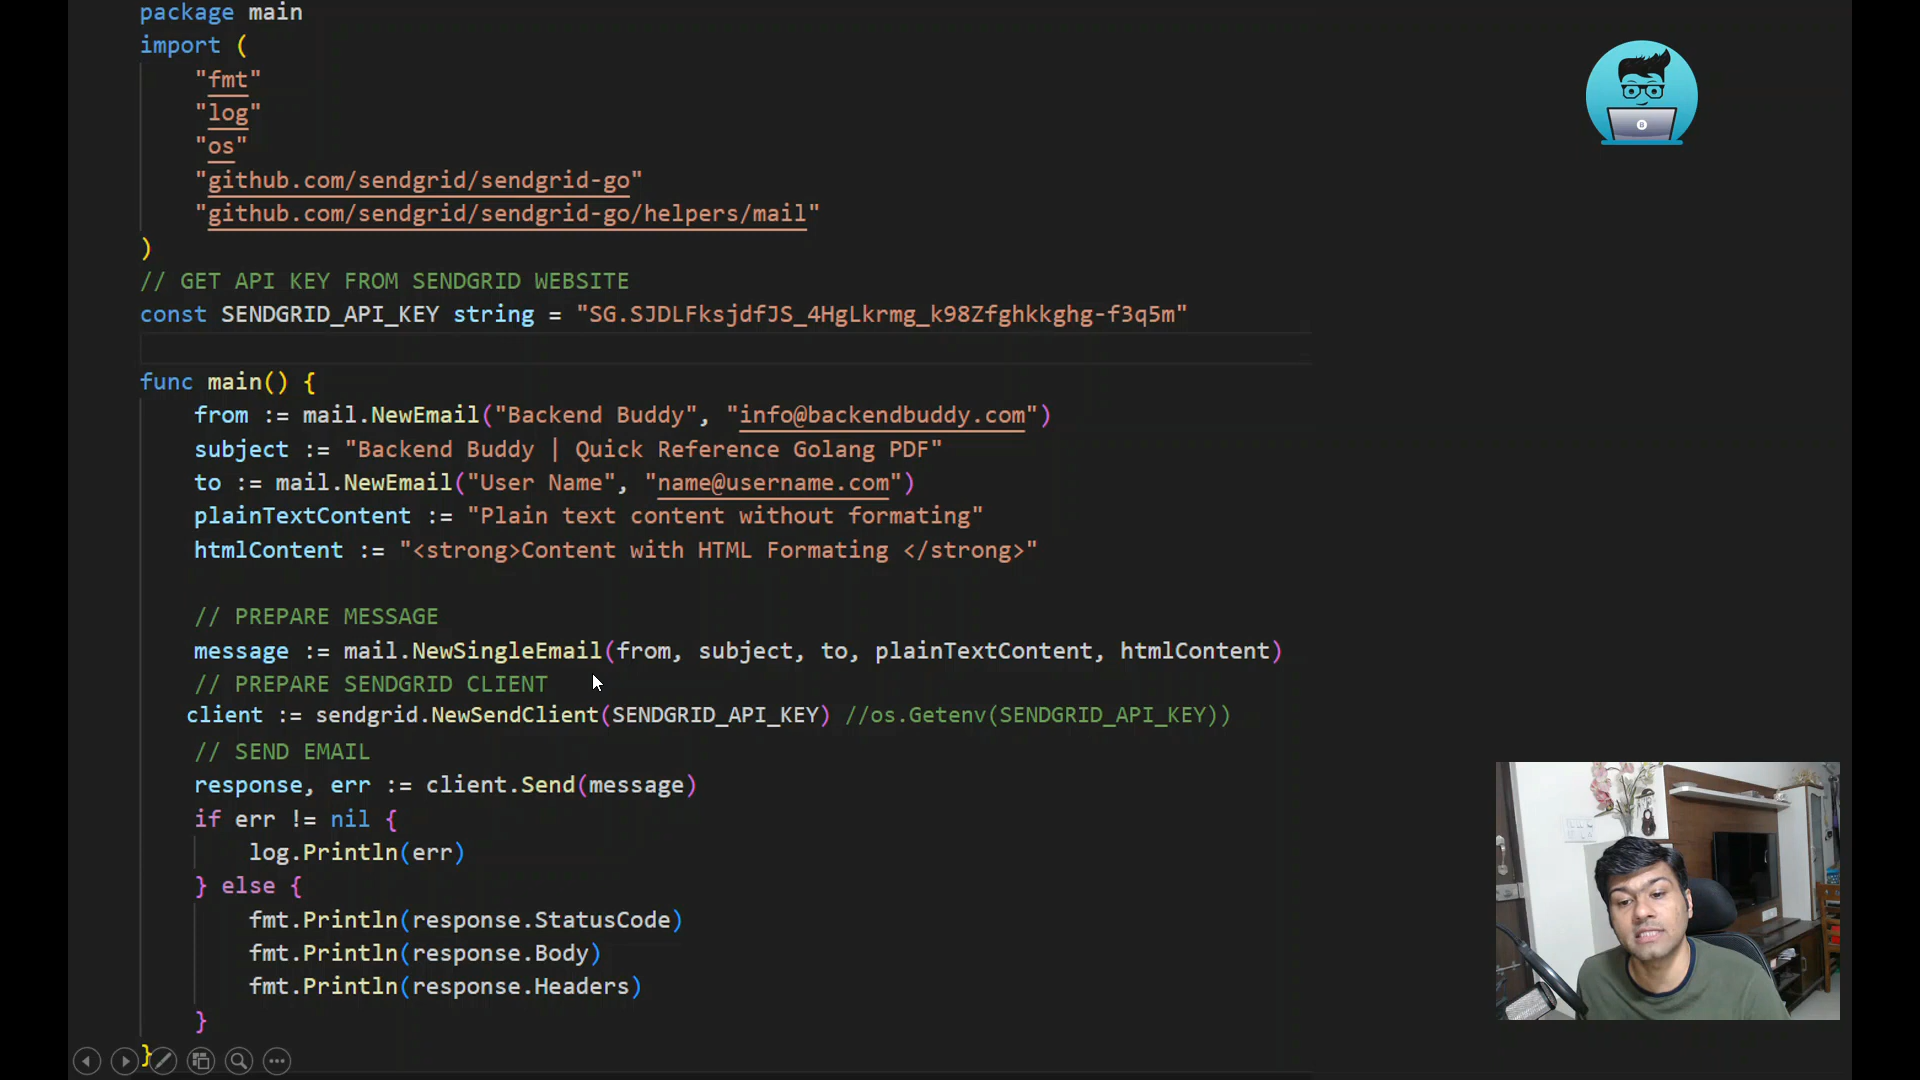 package main
import (
"fmt"
"log"
"os"
"github.com/sendgrid/sendgrid-go"
"github.com/sendgrid/sendgrid-go/helpers/mail"
)
// GET API KEY FROM SENDGRID WEBSITE
const SENDGRID_API_KEY string = "SG.SJDLFksjdfJS_4HgLkrmg_k98Zfghkkghg-f3q5m"
func main() {
from := mail.NewEmail("Backend Buddy", "info@backendbuddy.com")
subject := "Backend Buddy | Quick Reference Golang PDF"
to := mail.NewEmail("User Name", "name@username.com")
plainTextContent := "Plain text content without formating"
htmlContent := "<strong>Content with HTML Formating </strong>"
// PREPARE MESSAGE
message := mail.NewSingleEmail(from, subject, to, plainTextContent, htmlContent)
// PREPARE SENDGRID CLIENT
client := sendgrid.NewSendClient(SENDGRID_API_KEY) //os.Getenv(SENDGRID_API_KEY))
// SEND EMAIL
response, err := client.Send(message)
if err != nil {
log.Println(err)
} else {
fmt.Println(response.StatusCode)
fmt.Println(response.Body)
fmt.Println(response.Headers)
}
}